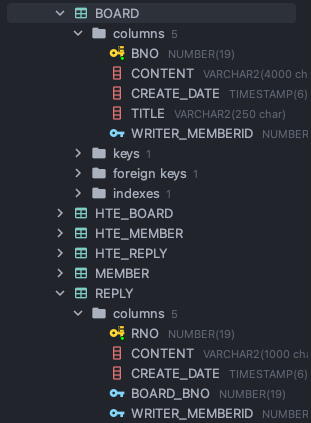 BOARD
columns 5
BNO NUMBER(19)
CONTENT VARCHAR2(4000 ch
CREATE_DATE TIMESTAMP(6)
TITLE VARCHAR2(250 char)
WRITER_MEMBERID NUMBER
keys 1
foreign keys 1
indexes 1
HTE_BOARD
HTE_MEMBER
HTE_REPLY
MEMBER
REPLY
columns 5
RNO NUMBER(19)
CONTENT VARCHAR2(1000 cha
CREATE_DATE TIMESTAMP(6)
BOARD_BNO NUMBER(19)
WRITER_MEMBERID NUMBER